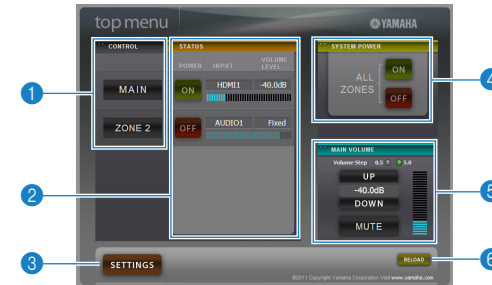 top menu
YAMAHA
CONTROL
MAIN
ZONE 2
STATUS
POWER INPUT VOLUME LEVEL
ON HDMI1 -40.0dB
OFF AUDIO1 Fixed
SYSTEM POWER
ALL ZONES
ON
OFF
MAIN VOLUME
Volume Step 0.5 5.0
UP
-40.0dB
DOWN
MUTE
SETTINGS
RELOAD
©2011 Copyright Yamaha Corporation Visit www.yamaha.com
1
2
3
4
5
6